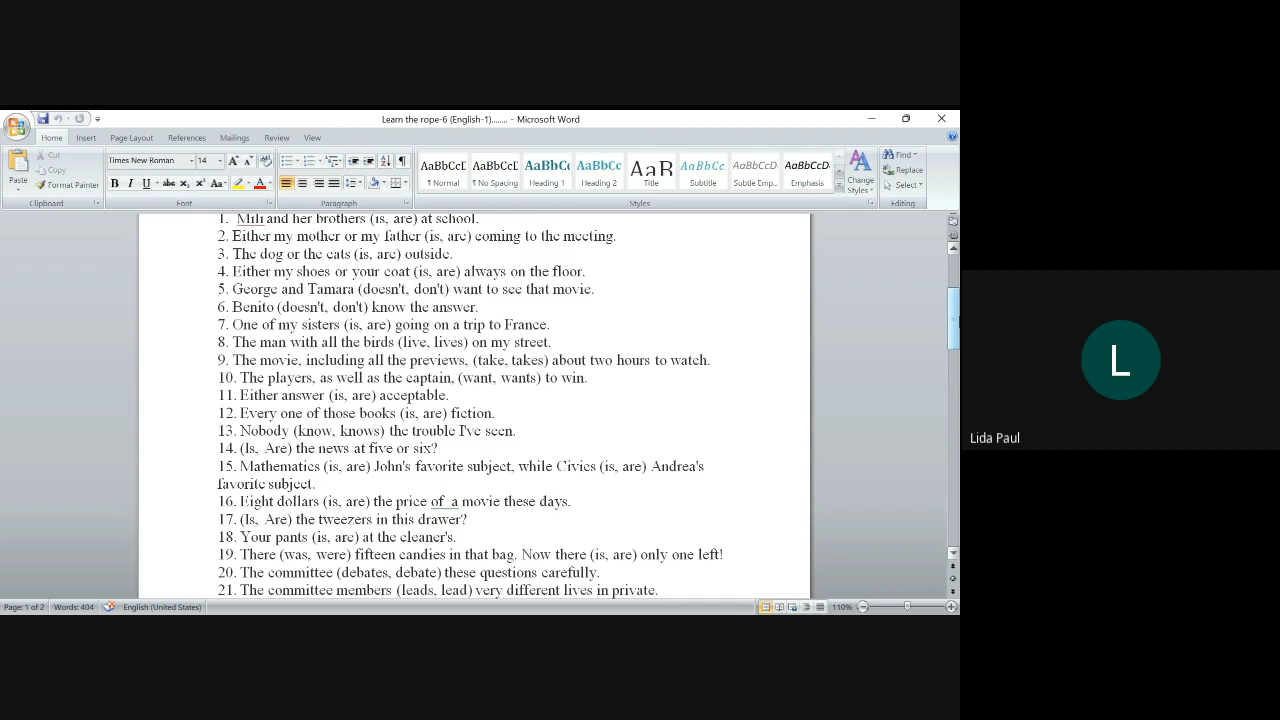 Learn the rope-6 (English-1)........ - Microsoft Word
Home Insert Page Layout References Mailings Review View
Paste
Cut
Copy
Format Painter
Clipboard
Times New Roman 14
Font
Paragraph
AaBbCcD AaBbCcD AaBbCc AaBbCc AaB AaBbCc. AaBbCcD AaBbCcD
¶ Normal ¶ No Spacing Heading 1 Heading 2 Title Subtitle Subtle Emp... Emphasis
Change Styles
Styles
Find
Replace
Select
Editing
1. Mili and her brothers (is, are) at school.
2. Either my mother or my father (is, are) coming to the meeting.
3. The dog or the cats (is, are) outside.
4. Either my shoes or your coat (is, are) always on the floor.
5. George and Tamara (doesn't, don't) want to see that movie.
6. Benito (doesn't, don't) know the answer.
7. One of my sisters (is, are) going on a trip to France.
8. The man with all the birds (live, lives) on my street.
9. The movie, including all the previews, (take, takes) about two hours to watch.
10. The players, as well as the captain, (want, wants) to win.
11. Either answer (is, are) acceptable.
12. Every one of those books (is, are) fiction.
13. Nobody (know, knows) the trouble I've seen.
14. (Is, Are) the news at five or six?
15. Mathematics (is, are) John's favorite subject, while Civics (is, are) Andrea's
favorite subject.
16. Eight dollars (is, are) the price of a movie these days.
17. (Is, Are) the tweezers in this drawer?
18. Your pants (is, are) at the cleaner's.
19. There (was, were) fifteen candies in that bag. Now there (is, are) only one left!
20. The committee (debates, debate) these questions carefully.
21. The committee members (leads, lead) very different lives in private.
Page: 1 of 2 Words: 404 English (United States) 110%
L
Lida Paul